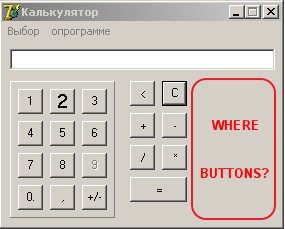 Калькулятор
Выбор опрограмме
1 2 3 < C
4 5 6 + -
7 8 9 / *
0. , +/- =
WHERE
BUTTONS?